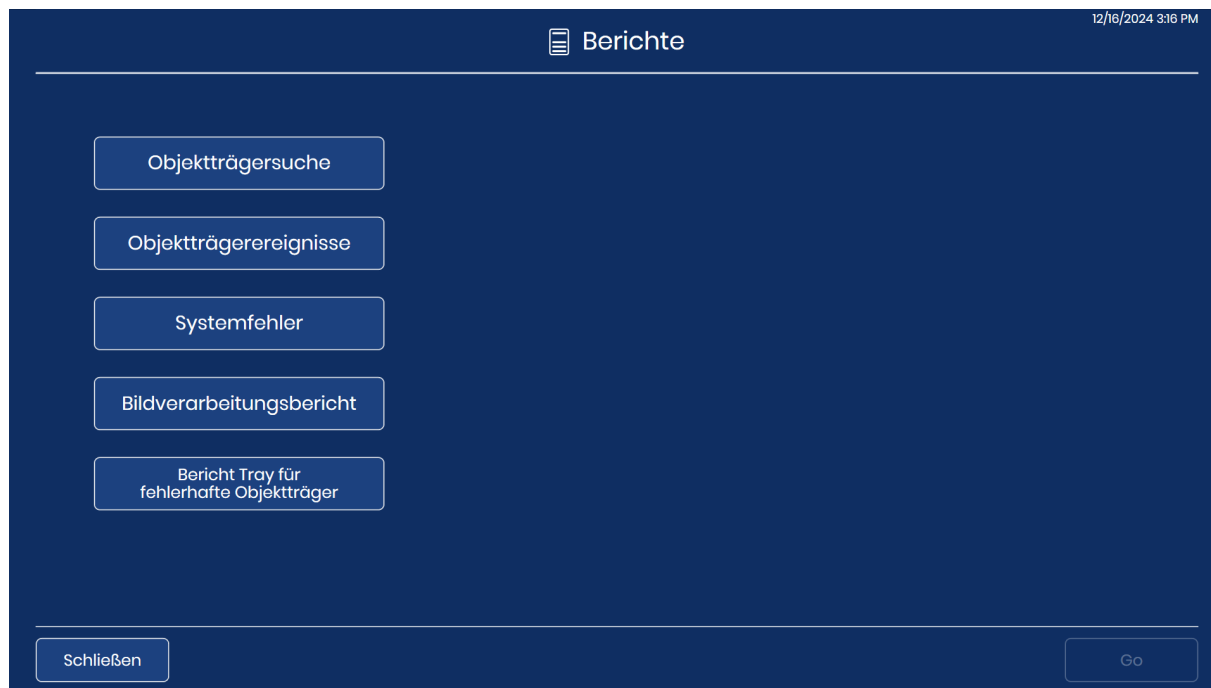 12/16/2024 3:16 PM
Berichte
Objektträgersuche
Objektträgerereignisse
Systemfehler
Bildverarbeitungsbericht
Bericht Tray für
fehlerhafte Objektträger
Schließen
Go